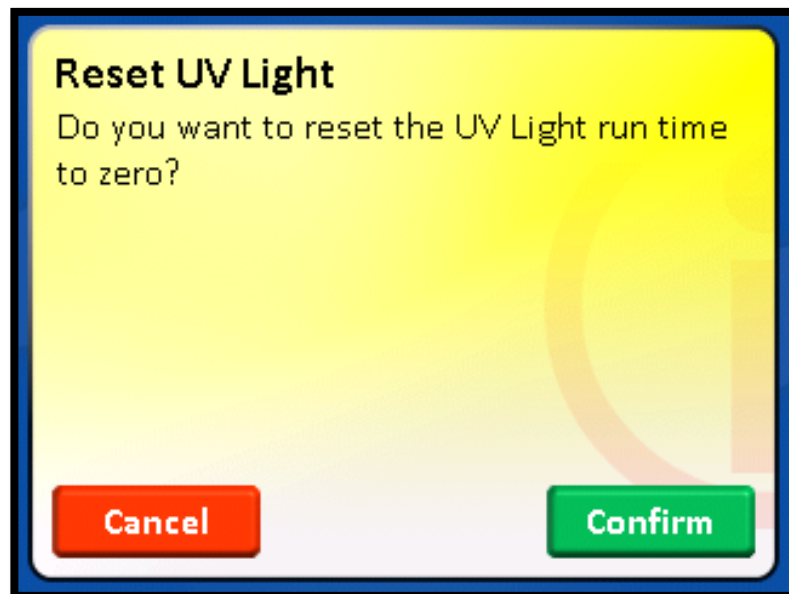 Reset UV Light
Do you want to reset the UV Light run time
to zero?
Cancel
Confirm